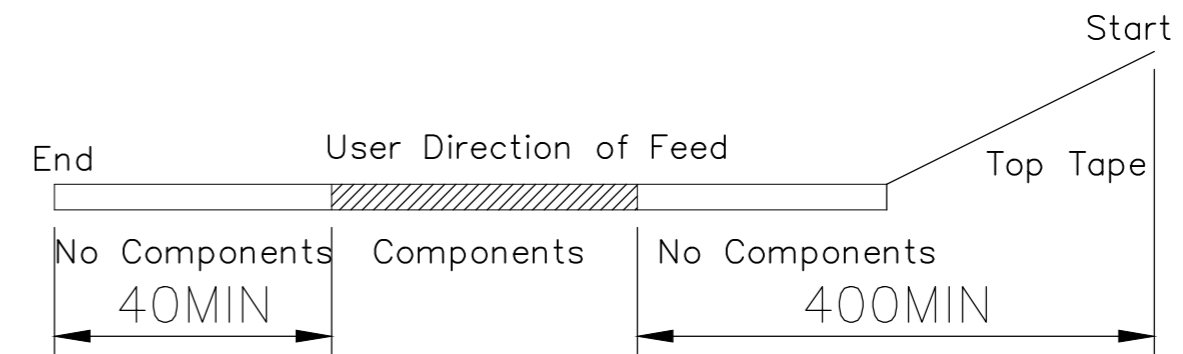 Start
End
User Direction of Feed
Top Tape
No Components
Components
No Components
40MIN
400MIN